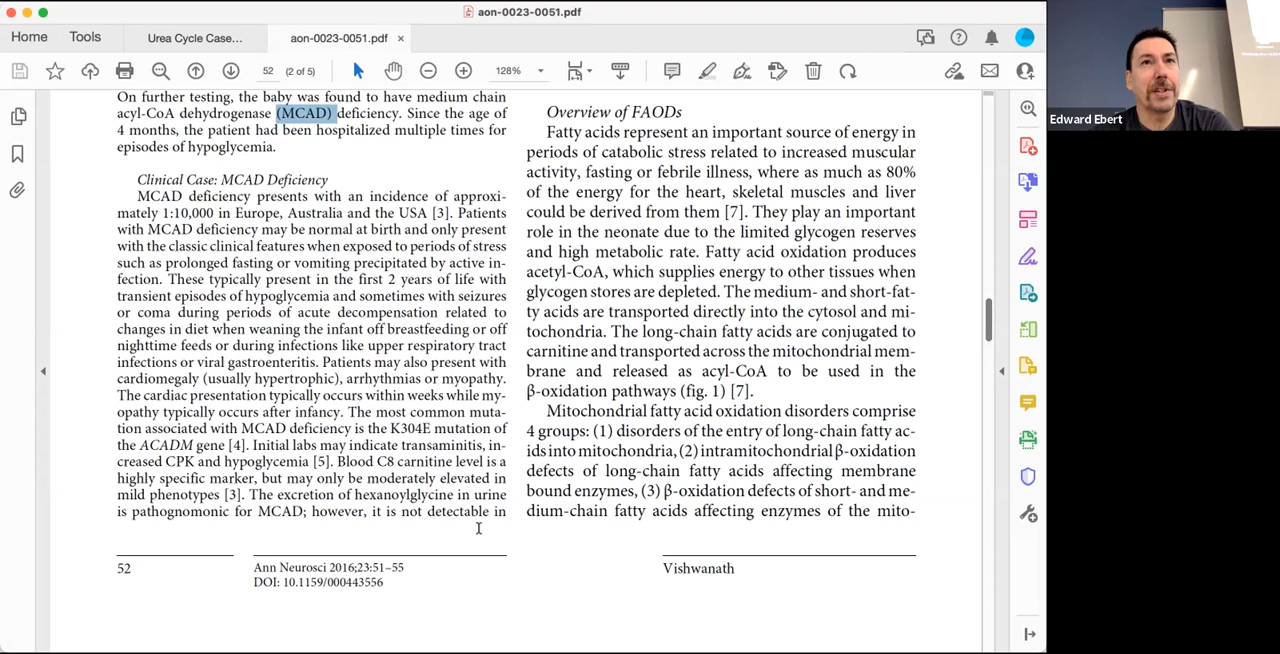 aon-0023-0051.pdf
Home
Tools
Urea Cycle Case...
aon-0023-0051.pdf
52
(2 of 5)
128%
On further testing, the baby was found to have medium chain
acyl-CoA dehydrogenase (MCAD) deficiency. Since the age of
4 months, the patient had been hospitalized multiple times for
episodes of hypoglycemia.
Clinical Case: MCAD Deficiency
MCAD deficiency presents with an incidence of approxi-
mately 1:10,000 in Europe, Australia and the USA [3]. Patients
with MCAD deficiency may be normal at birth and only present
with the classic clinical features when exposed to periods of stress
such as prolonged fasting or vomiting precipitated by active in-
fection. These typically present in the first 2 years of life with
transient episodes of hypoglycemia and sometimes with seizures
or coma during periods of acute decompensation related to
changes in diet when weaning the infant off breastfeeding or off
nighttime feeds or during infections like upper respiratory tract
infections or viral gastroenteritis. Patients may also present with
cardiomegaly (usually hypertrophic), arrhythmias or myopathy.
The cardiac presentation typically occurs within weeks while my-
opathy typically occurs after infancy. The most common muta-
tion associated with MCAD deficiency is the K304E mutation of
the ACADM gene [4]. Initial labs may indicate transaminitis, in-
creased CPK and hypoglycemia [5]. Blood C8 carnitine level is a
highly specific marker, but may only be moderately elevated in
mild phenotypes [3]. The excretion of hexanoylglycine in urine
is pathognomonic for MCAD; however, it is not detectable in
Overview of FAODs
Fatty acids represent an important source of energy in
periods of catabolic stress related to increased muscular
activity, fasting or febrile illness, where as much as 80%
of the energy for the heart, skeletal muscles and liver
could be derived from them [7]. They play an important
role in the neonate due to the limited glycogen reserves
and high metabolic rate. Fatty acid oxidation produces
acetyl-CoA, which supplies energy to other tissues when
glycogen stores are depleted. The medium- and short-fat-
ty acids are transported directly into the cytosol and mi-
tochondria. The long-chain fatty acids are conjugated to
carnitine and transported across the mitochondrial mem-
brane and released as acyl-CoA to be used in the
β-oxidation pathways (fig. 1) [7].
Mitochondrial fatty acid oxidation disorders comprise
4 groups: (1) disorders of the entry of long-chain fatty ac-
ids into mitochondria, (2) intramitochondrial β-oxidation
defects of long-chain fatty acids affecting membrane
bound enzymes, (3) β-oxidation defects of short- and me-
dium-chain fatty acids affecting enzymes of the mito-
52
Ann Neurosci 2016;23:51–55
DOI: 10.1159/000443556
Vishwanath
Edward Ebert